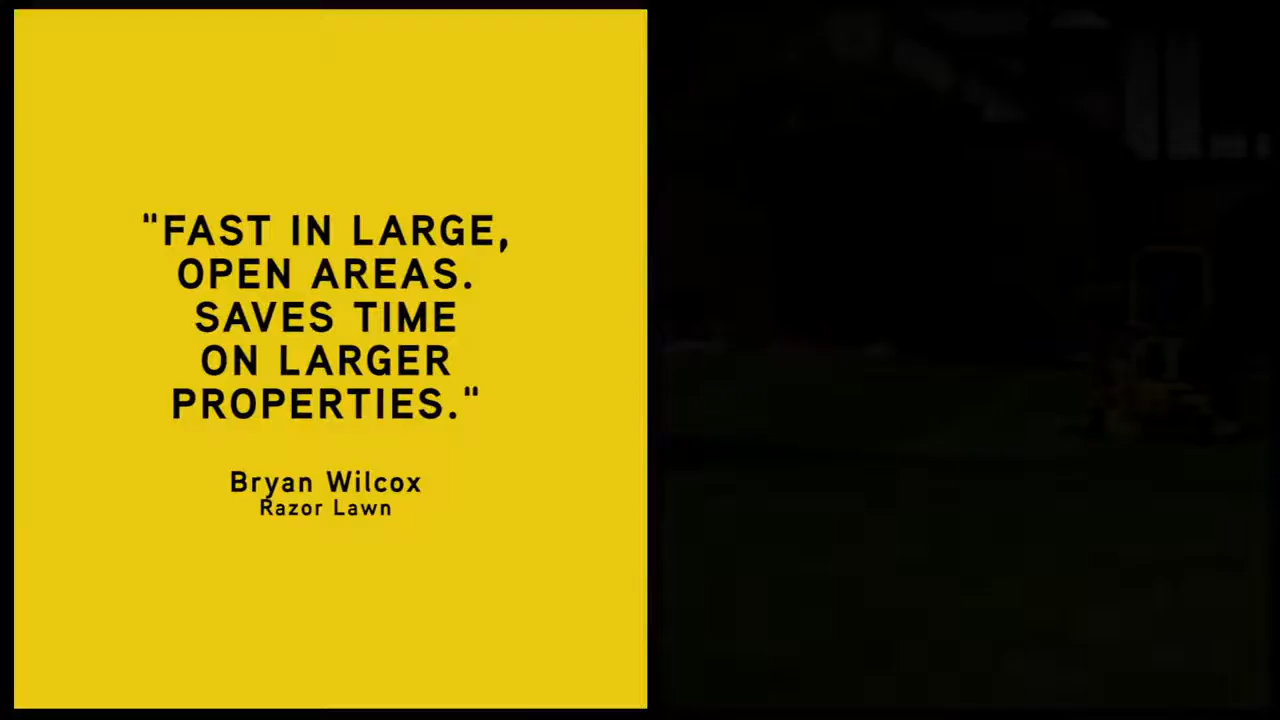 "FAST IN LARGE,
OPEN AREAS.
SAVES TIME
ON LARGER
PROPERTIES."
Bryan Wilcox
Razor Lawn